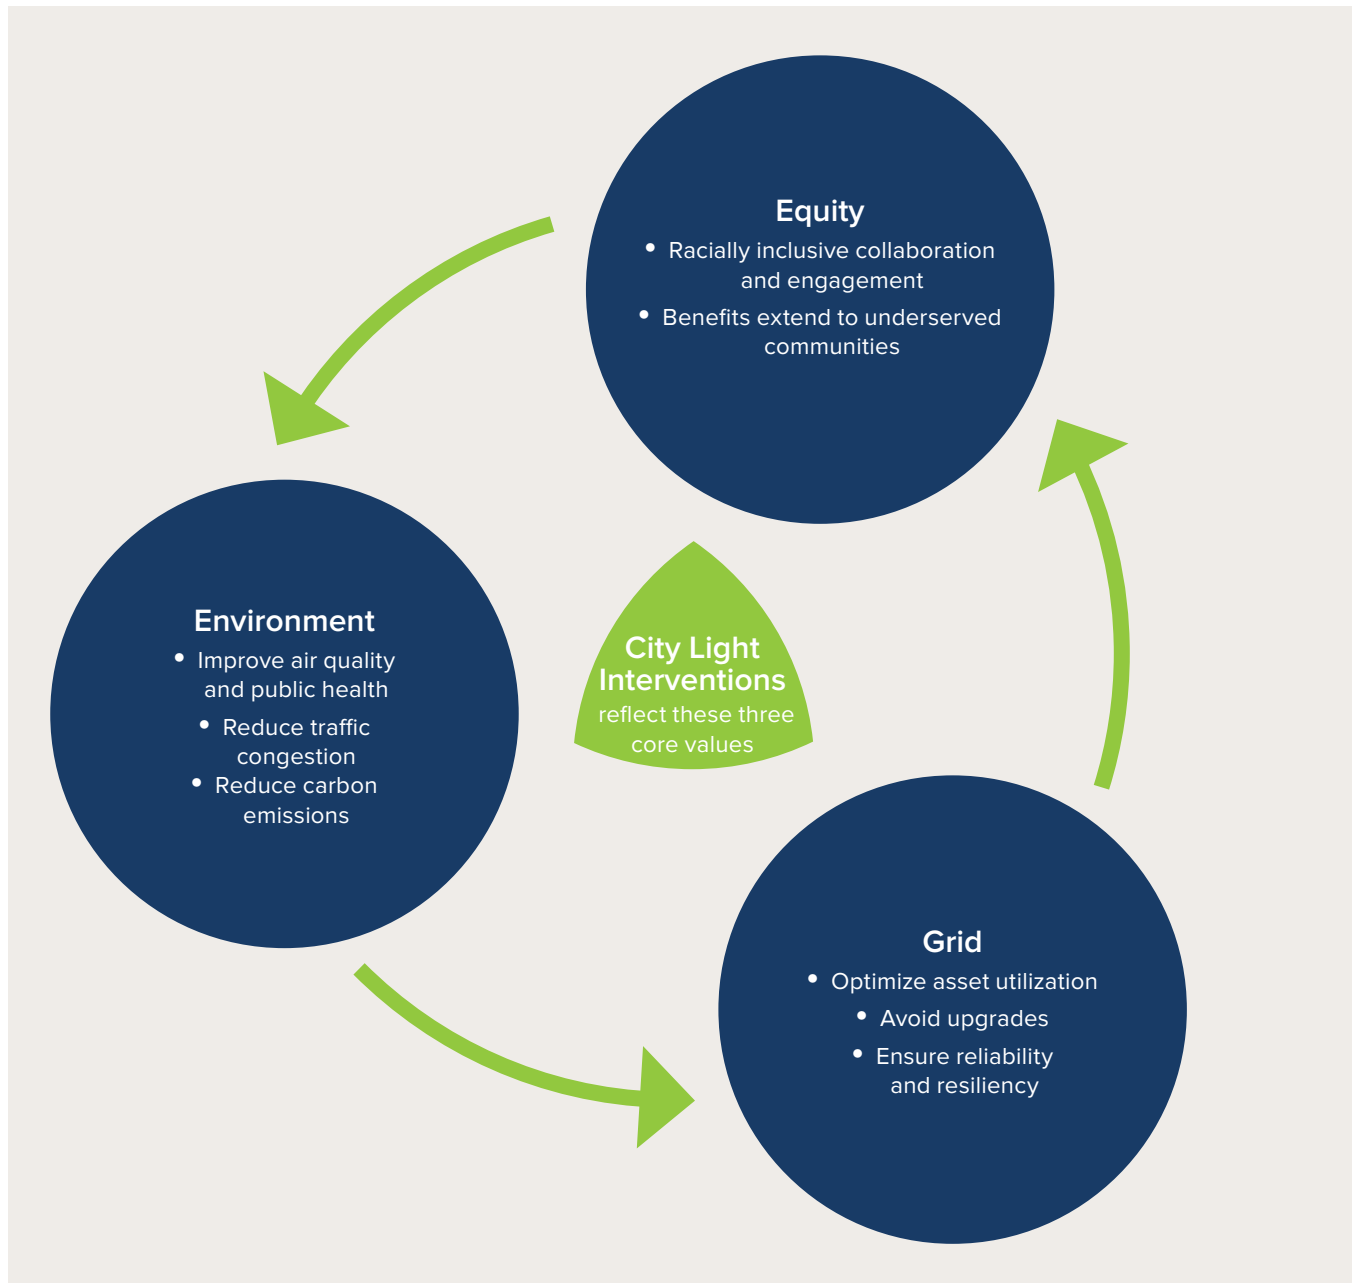 Equity
• Racially inclusive collaboration
and engagement
• Benefits extend to underserved
communities
Environment
• Improve air quality
and public health
• Reduce traffic
congestion
• Reduce carbon
emissions
City Light
Interventions
reflect these three
core values
Grid
• Optimize asset utilization
• Avoid upgrades
• Ensure reliability
and resiliency